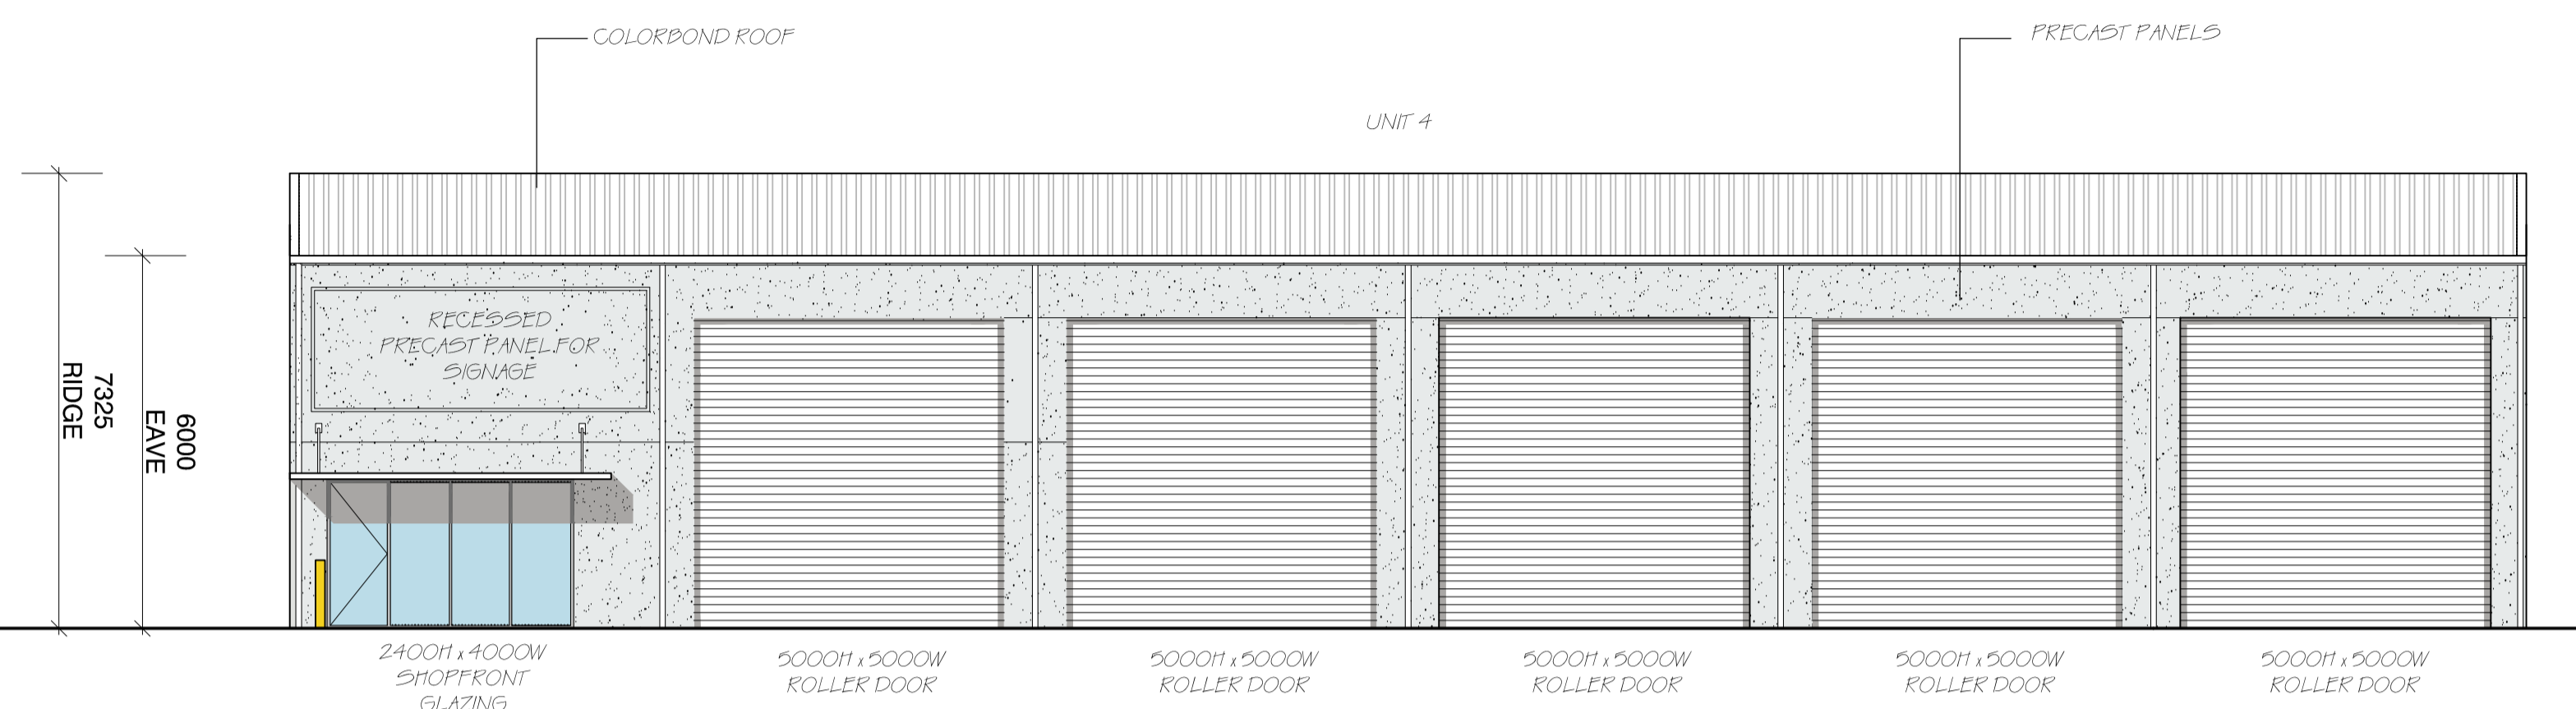 COLORBOND ROOF
PRECAST PANELS
UNIT 4
7325
RIDGE
6000
EAVE
RECESSED
PRECAST PANEL FOR
SIGNAGE
2400H x 4000W
SHOPFRONT
GLAZING
5000H x 5000W
ROLLER DOOR
5000H x 5000W
ROLLER DOOR
5000H x 5000W
ROLLER DOOR
5000H x 5000W
ROLLER DOOR
5000H x 5000W
ROLLER DOOR